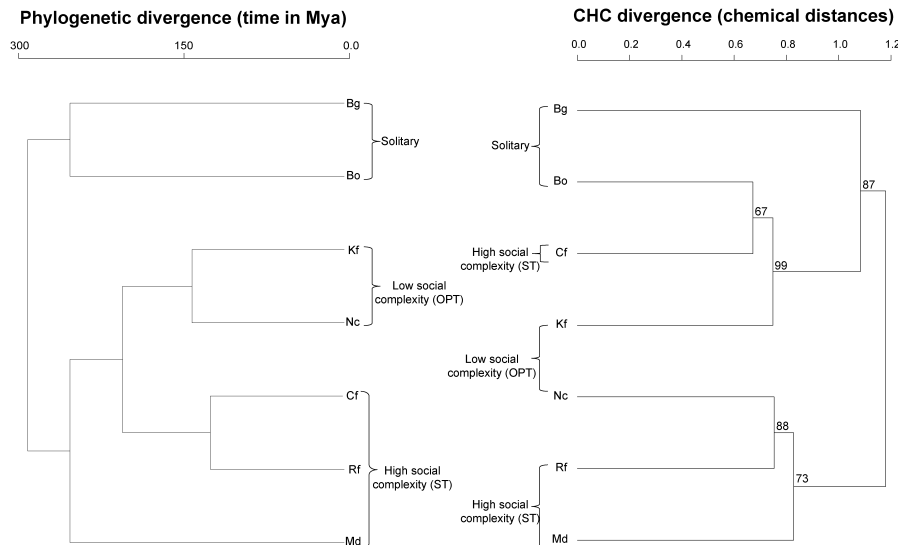 Phylogenetic divergence (time in Mya)
300 150 0.0
Bg
Solitary
Bo
Kf
Low social
complexity (OPT)
Nc
Cf
High social
complexity (ST)
Rf
Md
CHC divergence (chemical distances)
0.0 0.2 0.4 0.6 0.8 1.0 1.2
Bg
Solitary
87
Bo
67
High social
complexity (ST)
Cf
99
Kf
Low social
complexity (OPT)
Nc
88
Rf
73
High social
complexity (ST)
Md